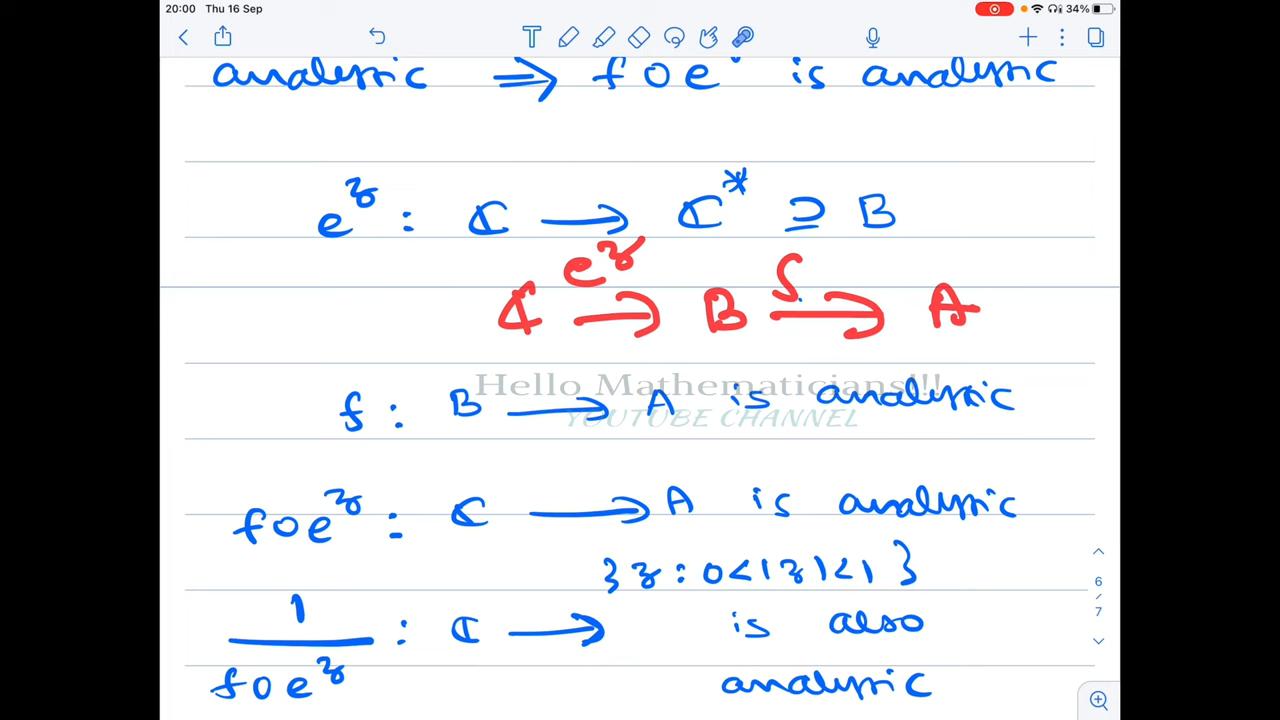 20:00 Thu 16 Sep 34%
analytic ⇒ f o e is analytic
e^z : ℂ → ℂ* ⊇ B
ℂ e^z → B f → A
Hello Mathematicians!!!
YOUTUBE CHANNEL
f : B → A is analytic
f o e^z : ℂ → A is analytic
{z : 0<|z|<1}
1 / f o e^z : ℂ → is also
analytic
6 / 7